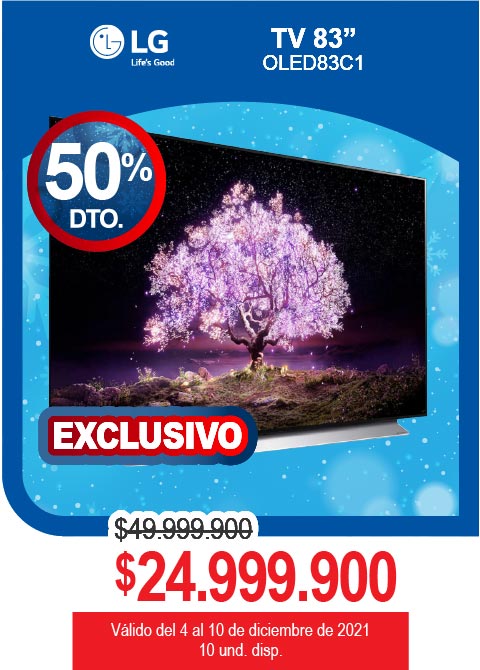 LG
Life's Good
TV 83”
OLED83C1
50%
DTO.
EXCLUSIVO
$49.999.900
$24.999.900
Válido del 4 al 10 de diciembre de 2021
10 und. disp.